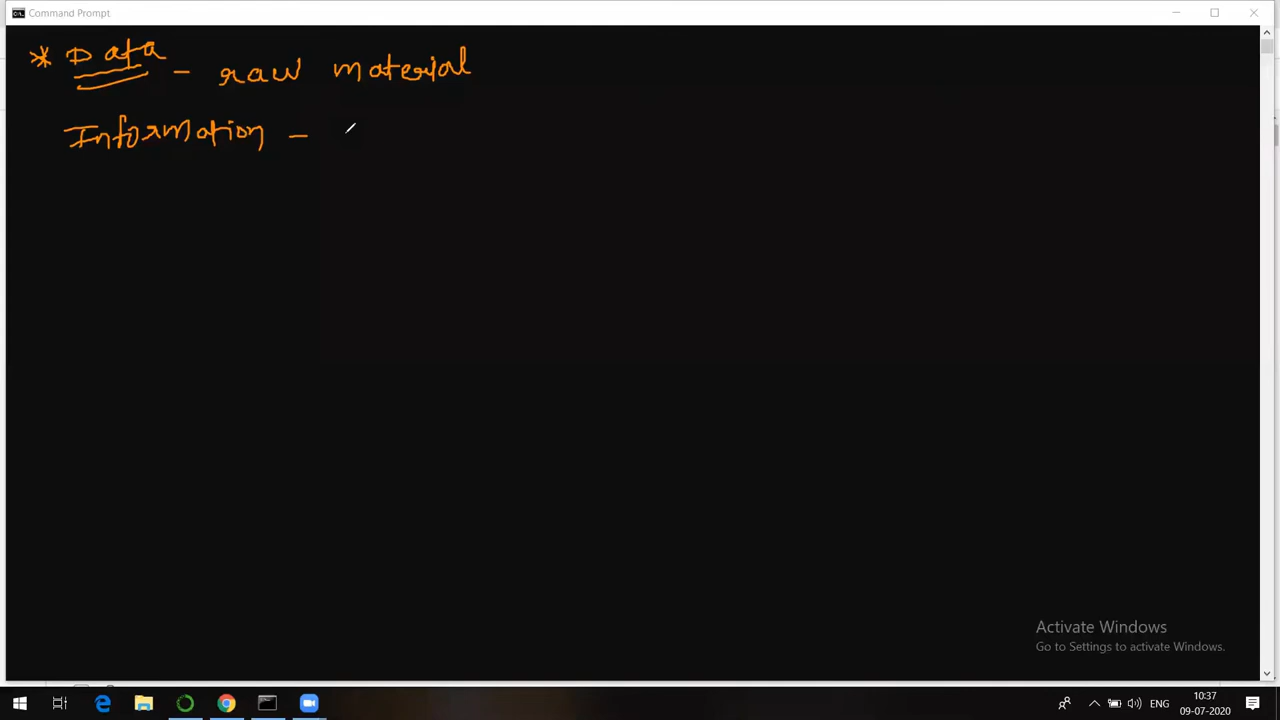 Command Prompt
* Data - raw material
Information -
Activate Windows
Go to Settings to activate Windows.
ENG
10:37
09-07-2020